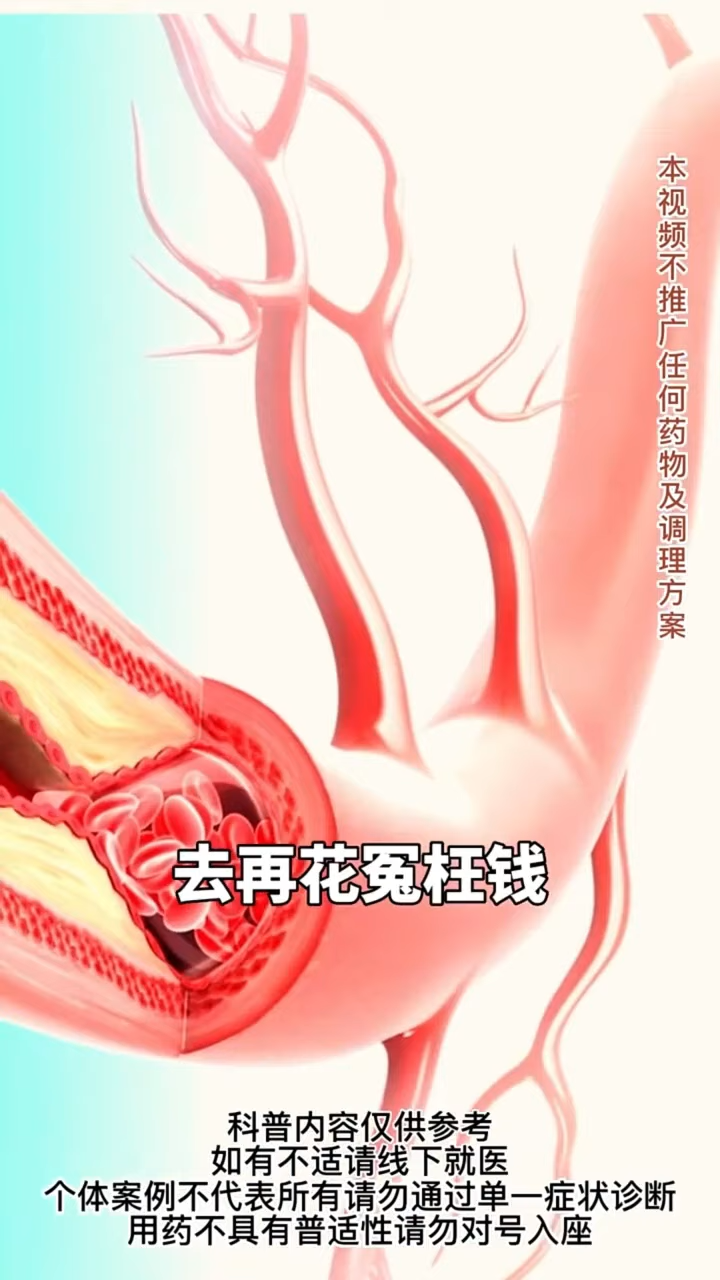 本视频不推广任何药物及调理方案
去再花冤枉钱
科普内容仅供参考
如有不适请线下就医
个体案例不代表所有请勿通过单一症状诊断
用药不具有普适性请勿对号入座